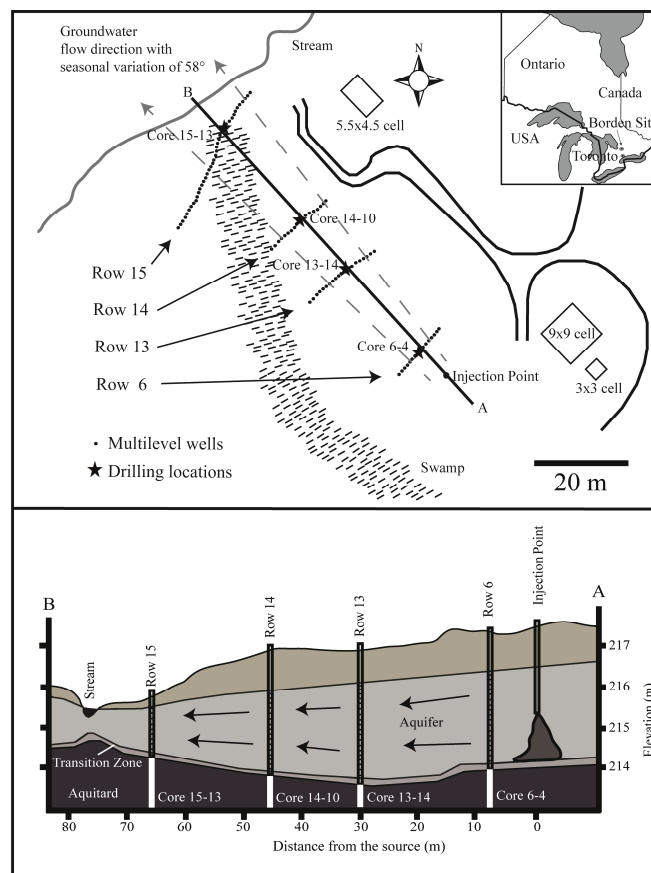 Groundwater
flow direction with
seasonal variation of 58°
Stream
N
B
5.5x4.5 cell
Ontario
Canada
Borden Sit
USA
Toronto
Core 15-13
Core 14-10
Core 13-14
Row 15
Row 14
Row 13
Row 6
Core 6-4
Injection Point
A
9x9 cell
3x3 cell
Multilevel wells
Drilling locations
Swamp
20 m
B
Stream
Row 15
Row 14
Row 13
Row 6
Injection Point
A
217
216
215
214
Elevation (m)
Aquifer
Transition Zone
Aquitard
Core 15-13
Core 14-10
Core 13-14
Core 6-4
80
70
60
50
40
30
20
10
0
Distance from the source (m)